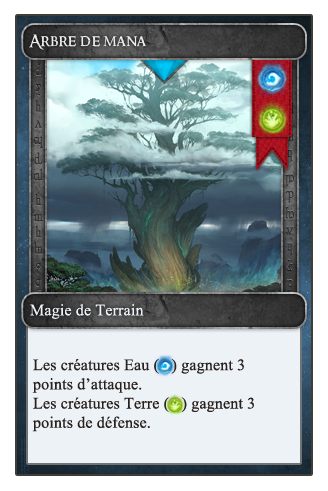 Arbre de mana
Magie de Terrain
Les créatures Eau () gagnent 3
points d’attaque.
Les créatures Terre () gagnent 3
points de défense.